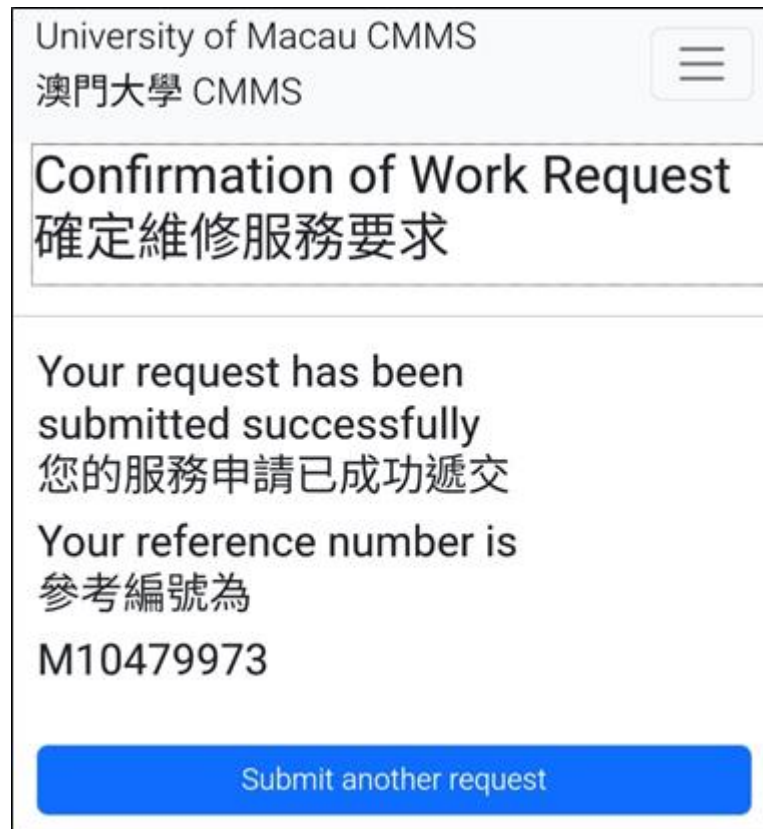 University of Macau CMMS
澳門大學 CMMS
Confirmation of Work Request
確定維修服務要求
Your request has been
submitted successfully
您的服務申請已成功遞交
Your reference number is
參考編號為
M10479973
Submit another request